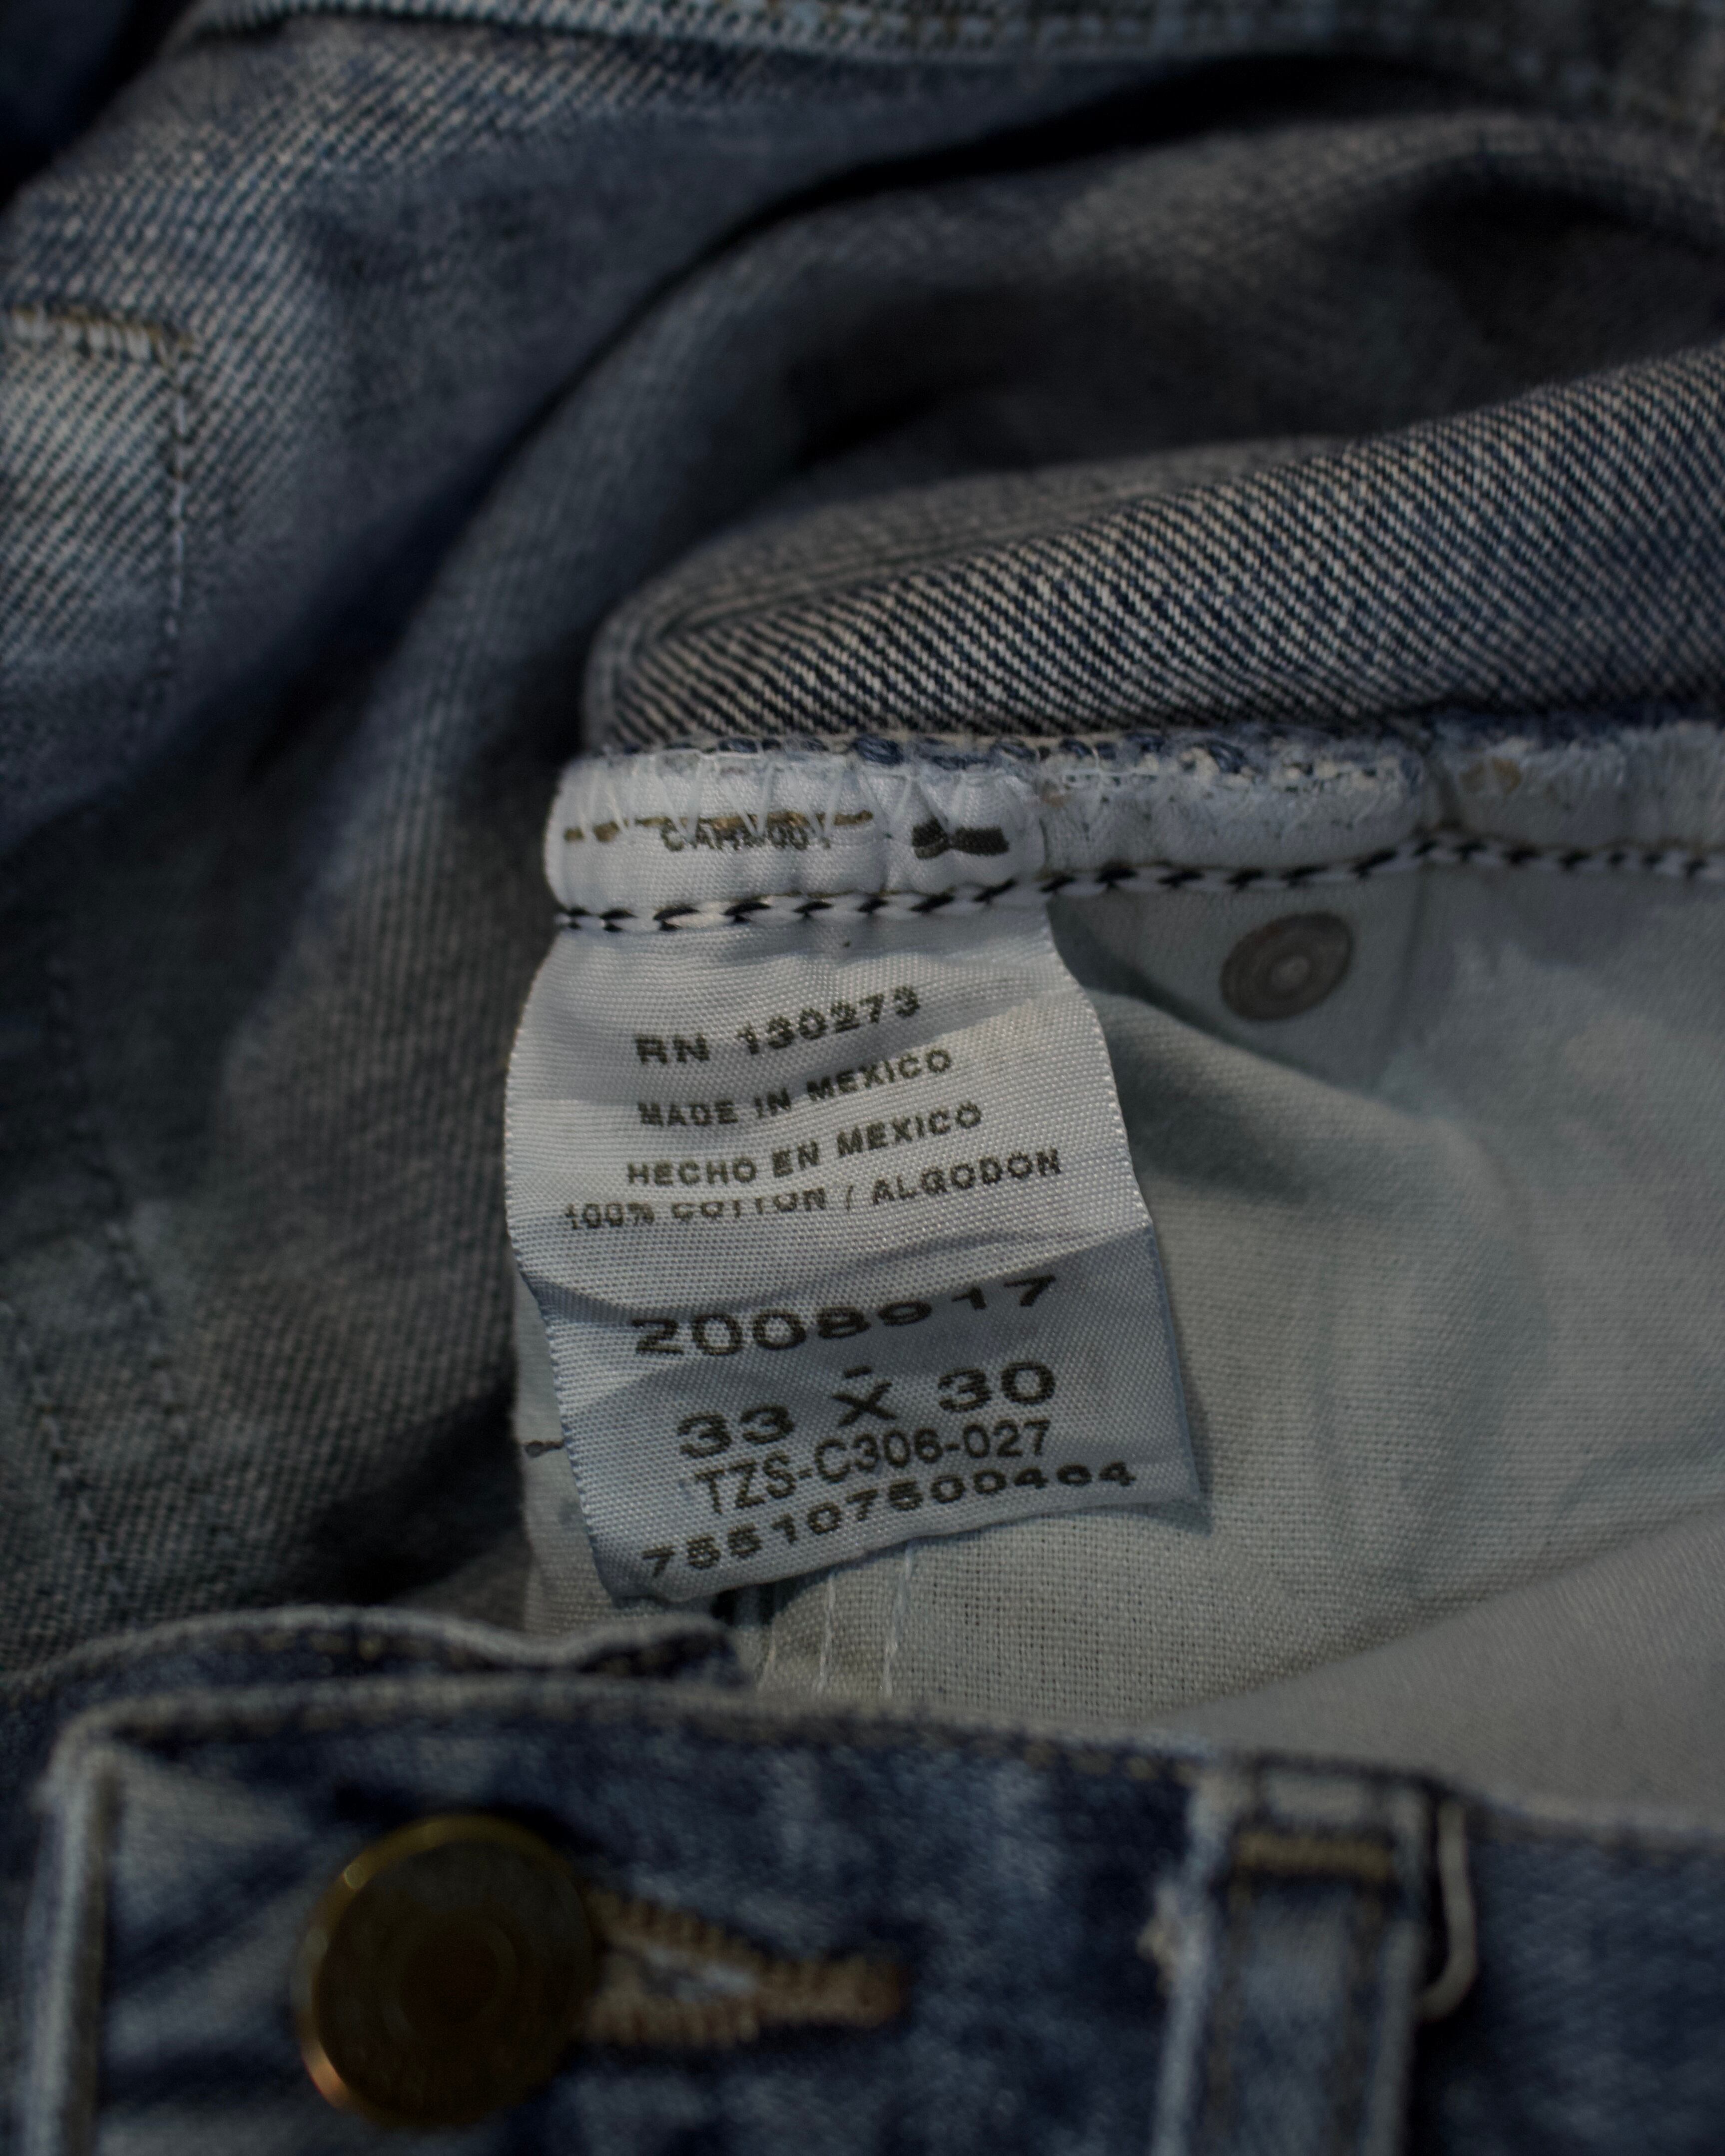 RN 130273
MADE IN MEXICO
HECHO EN MEXICO
100% COTTON / ALGODON
2008917
33 X 30
TZS-C306-027
755107500464